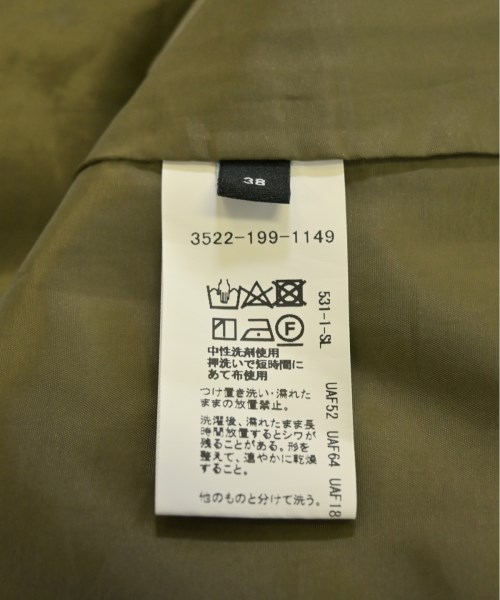 38
3522-199-1149
F
中性洗剤使用
押洗いで短時間に
あて布使用
つけ置き洗い・濡れた
ままの放置禁止。
洗濯後、濡れたまま長
時間放置するとシワが
残ることがある。形を
整えて、速やかに乾燥
すること。
他のものと分けて洗う。
531-1-SL
UAF52 UAF64 UAF18